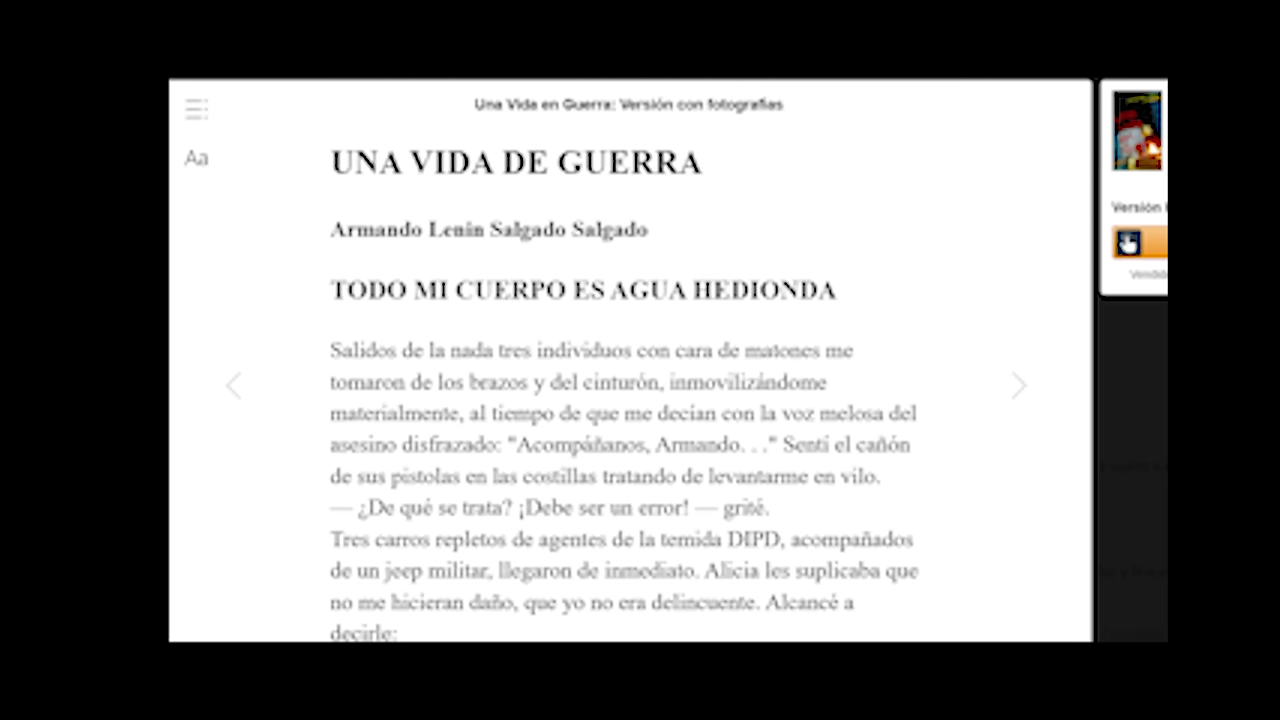 Una Vida en Guerra: Versión con fotografías
Aa
UNA VIDA DE GUERRA
Armando Lenin Salgado Salgado
TODO MI CUERPO ES AGUA HEDIONDA
Salidos de la nada tres individuos con cara de matones me
tomaron de los brazos y del cinturón, inmovilizándome
materialmente, al tiempo de que me decían con la voz melosa del
asesino disfrazado: "Acompáñanos, Armando. . ." Sentí el cañón
de sus pistolas en las costillas tratando de levantarme en vilo.
— ¿De qué se trata? ¡Debe ser un error! — grité.
Tres carros repletos de agentes de la temida DIPD, acompañados
de un jeep militar, llegaron de inmediato. Alicia les suplicaba que
no me hicieran daño, que yo no era delincuente. Alcancé a
decirle:
Versión